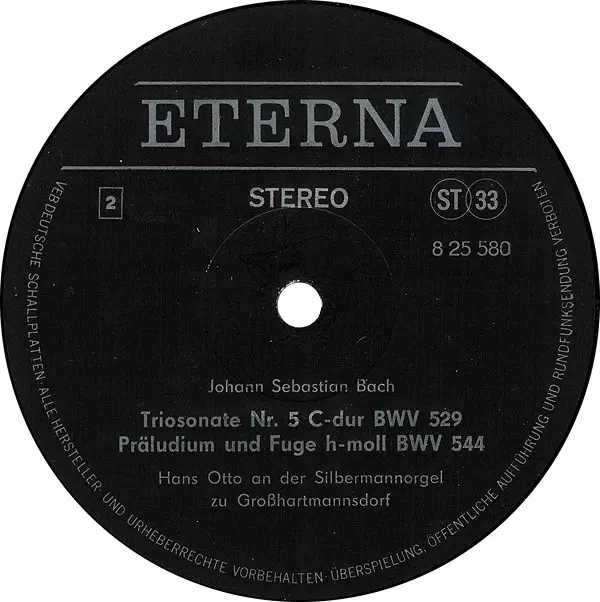 ETERNA
2
STEREO
ST 33
8 25 580
Johann Sebastian Bach
Triosonate Nr. 5 C-dur BWV 529
Präludium und Fuge h-moll BWV 544
Hans Otto an der Silbermannorgel
zu Großhartmannsdorf
VEB DEUTSCHE SCHALLPLATTEN · ALLE HERSTELLER- UND URHEBERRECHTE VORBEHALTEN · ÜBERSPIELUNG, ÖFFENTLICHE AUFFÜHRUNG UND RUNDFUNKSENDUNG VERBOTEN